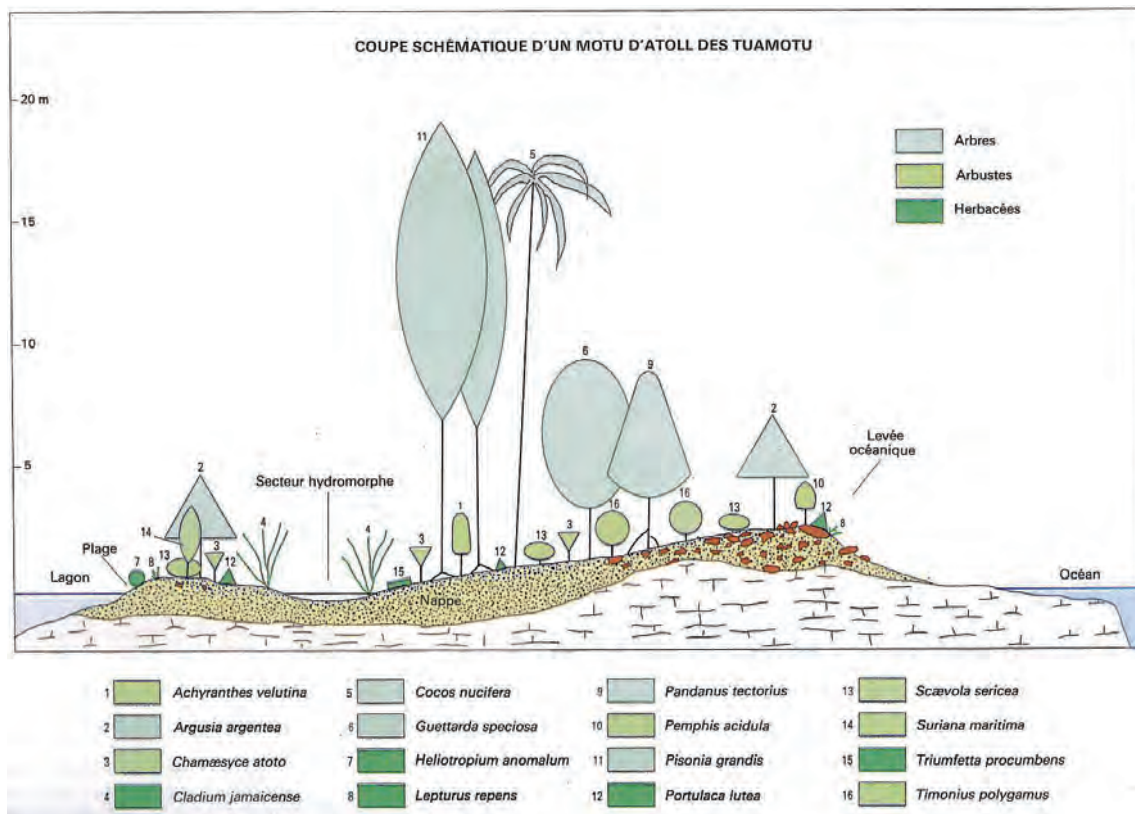 COUPE SCHÉMATIQUE D'UN MOTU D'ATOLL DES TUAMOTU
20 m
15
10
5
Arbres
Arbustes
Herbacées
11
5
6
9
2
Levée
océanique
10
12
8
13
16
16
3
13
12
1
3
15
4
Secteur hydromorphe
4
2
14
13
3
12
8
7
Plage
Lagon
Nappe
Océan
1 Achyranthes velutina
2 Argusia argentea
3 Chamæsyce atoto
4 Cladium jamaicense
5 Cocos nucifera
6 Guettarda speciosa
7 Heliotropium anomalum
8 Lepturus repens
9 Pandanus tectorius
10 Pemphis acidula
11 Pisonia grandis
12 Portulaca lutea
13 Scævola sericea
14 Suriana maritima
15 Triumfetta procumbens
16 Timonius polygamus